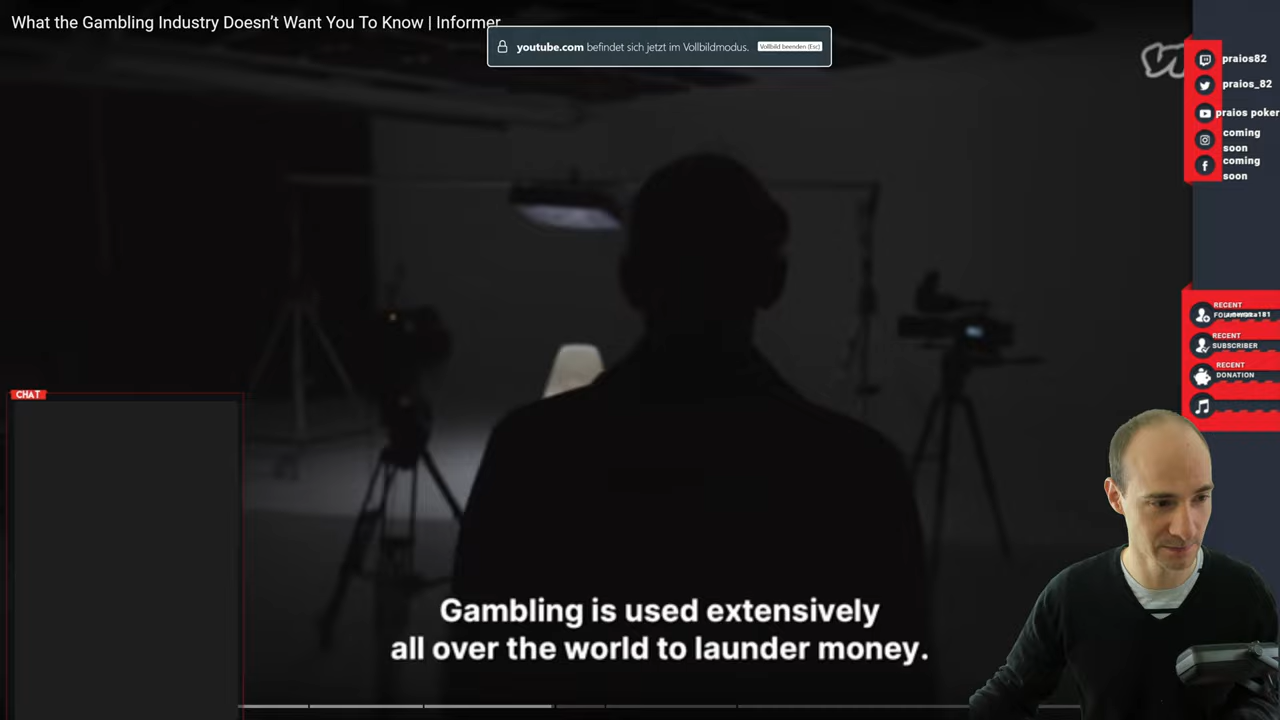 What the Gambling Industry Doesn't Want You To Know | Informer
youtube.com befindet sich jetzt im Vollbildmodus. Vollbild beenden (Esc)
praios82
praios_82
praios poker
coming
soon
coming
soon
RECENT
RECENT
SUBSCRIBER
RECENT
DONATION
CHAT
Gambling is used extensively
all over the world to launder money.